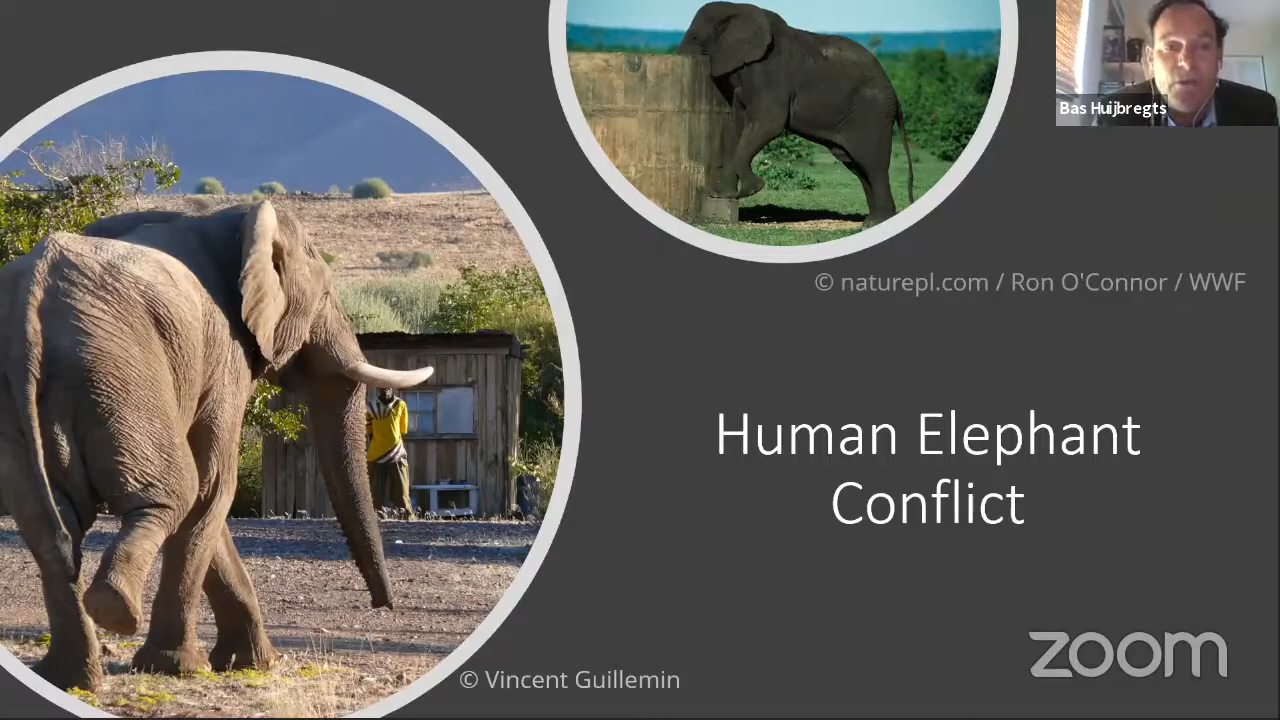 Bas Huijbregts
© naturepl.com / Ron O'Connor / WWF
Human Elephant
Conflict
© Vincent Guillemin
zoom